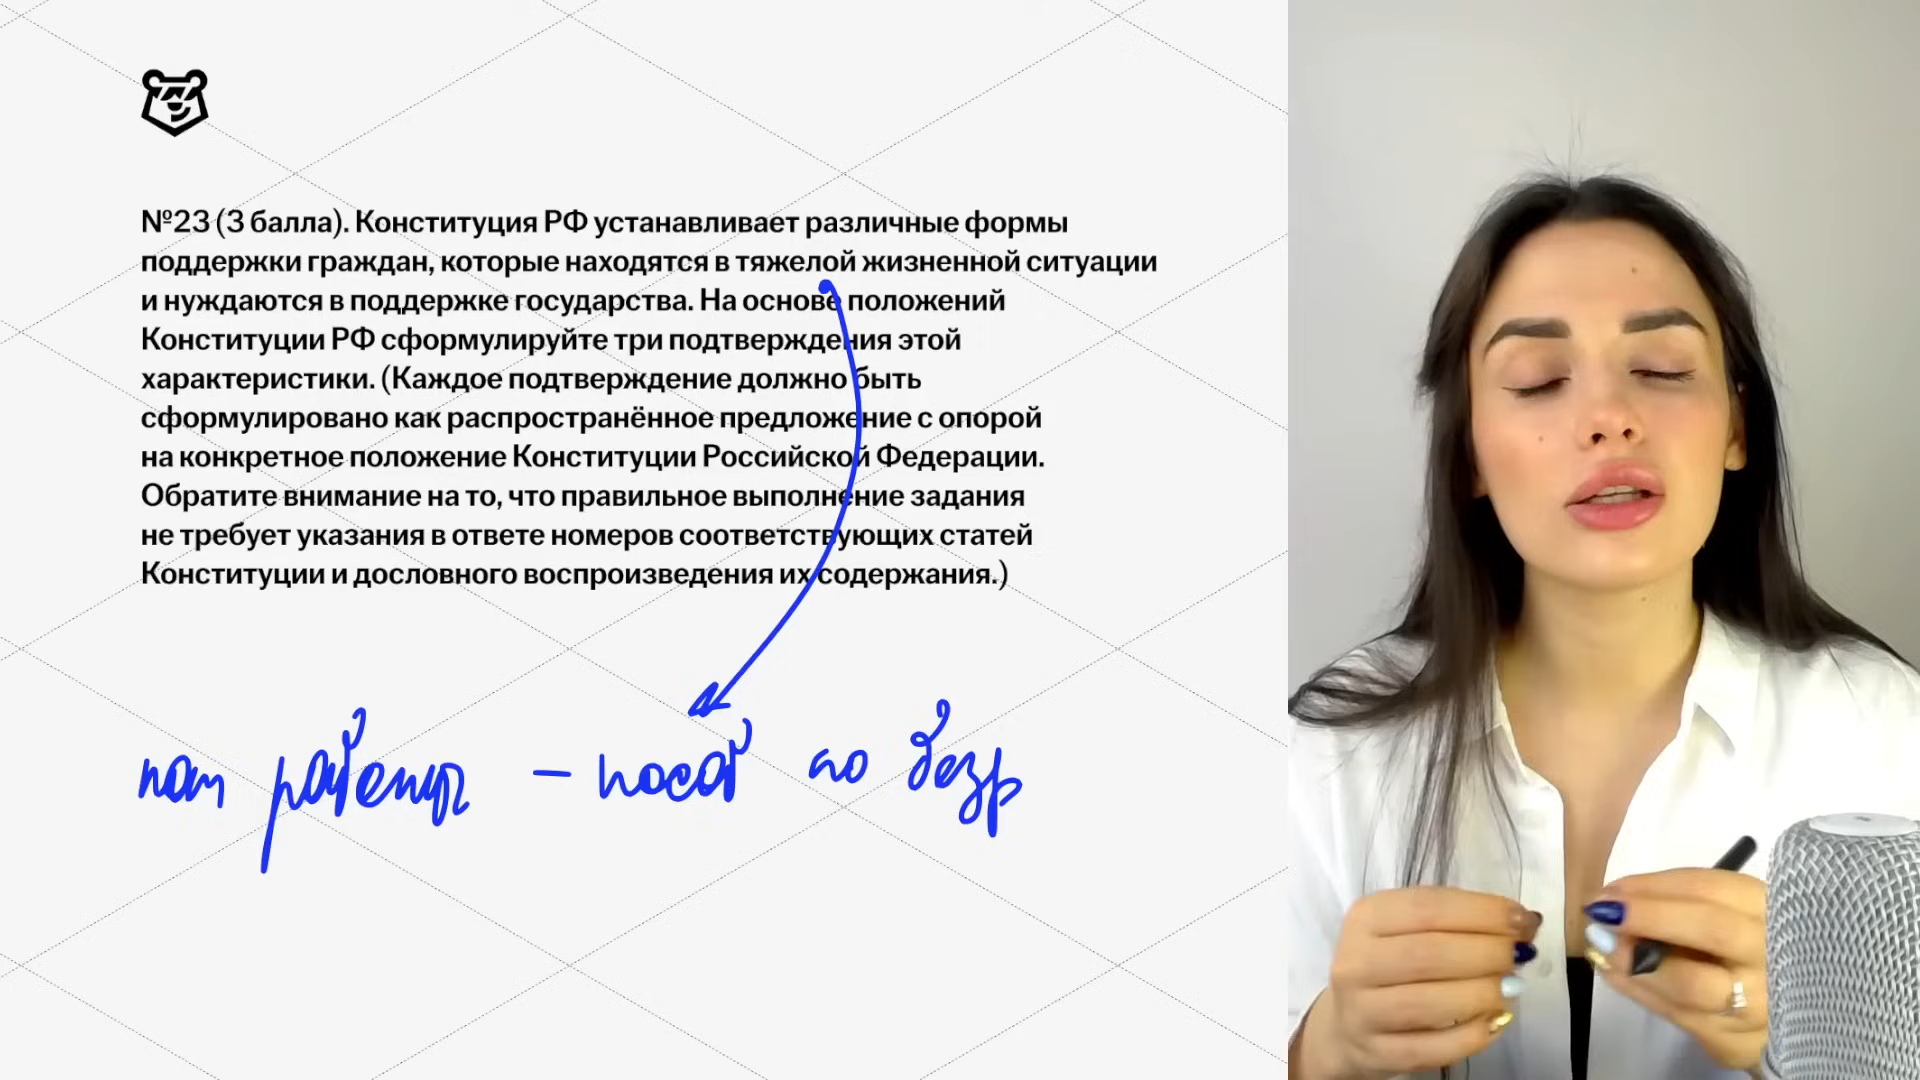 №23 (3 балла). Конституция РФ устанавливает различные формы
поддержки граждан, которые находятся в тяжелой жизненной ситуации
и нуждаются в поддержке государства. На основе положений
Конституции РФ сформулируйте три подтверждения этой
характеристики. (Каждое подтверждение должно быть
сформулировано как распространённое предложение с опорой
на конкретное положение Конституции Российской Федерации.
Обратите внимание на то, что правильное выполнение задания
не требует указания в ответе номеров соответствующих статей
Конституции и дословного воспроизведения их содержания.)
— пособ по безр